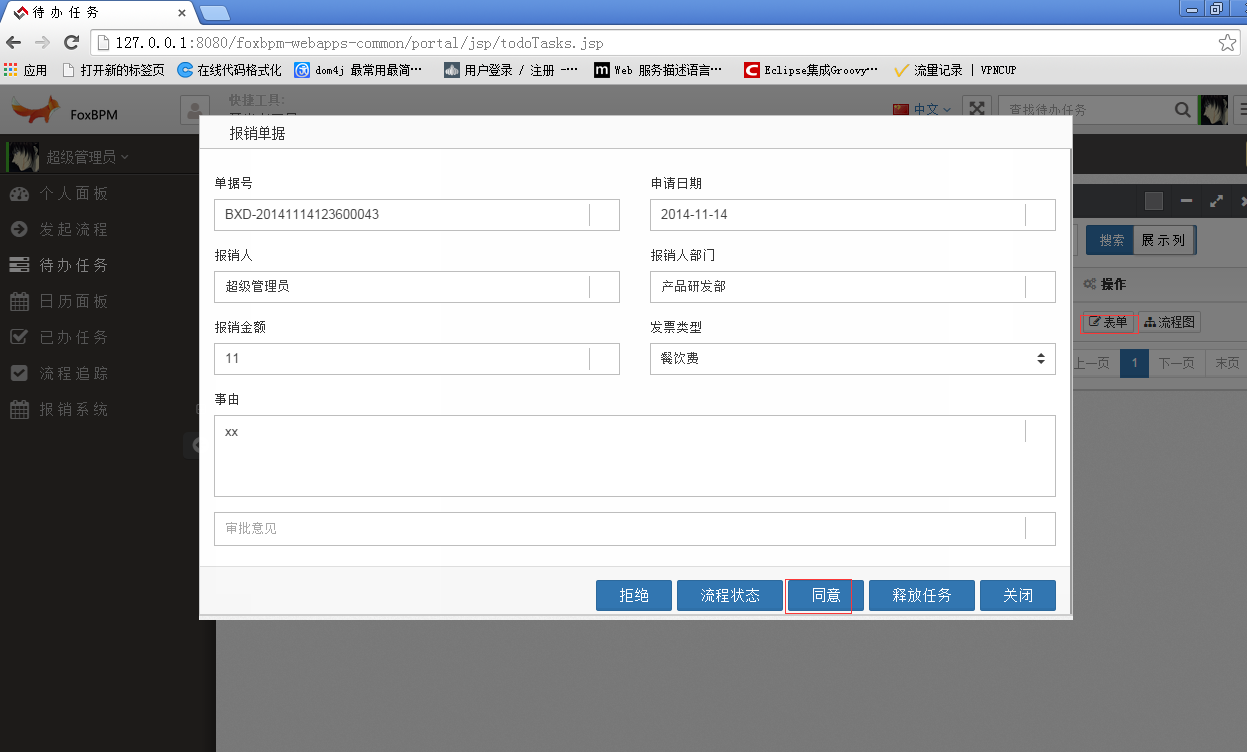 待 办 任 务
127.0.0.1:8080/foxbpm-webapps-common/portal/jsp/todoTasks.jsp
应用 打开新的标签页 在线代码格式化 dom4j 最常用最简… 用户登录 / 注册 -… Web 服务描述语言… Eclipse集成Groovy… 流量记录 | VPNCUP
FoxBPM 快捷工具: 中文 查找待办任务
超级管理员
个人面板
发起流程
待办任务
日历面板
已办任务
流程追踪
报销系统
搜索 展示列
操作
表单 流程图
上一页 1 下一页 末页
报销单据
单据号 申请日期
BXD-20141114123600043 2014-11-14
报销人 报销人部门
超级管理员 产品研发部
报销金额 发票类型
11 餐饮费
事由
xx
审批意见
拒绝 流程状态 同意 释放任务 关闭